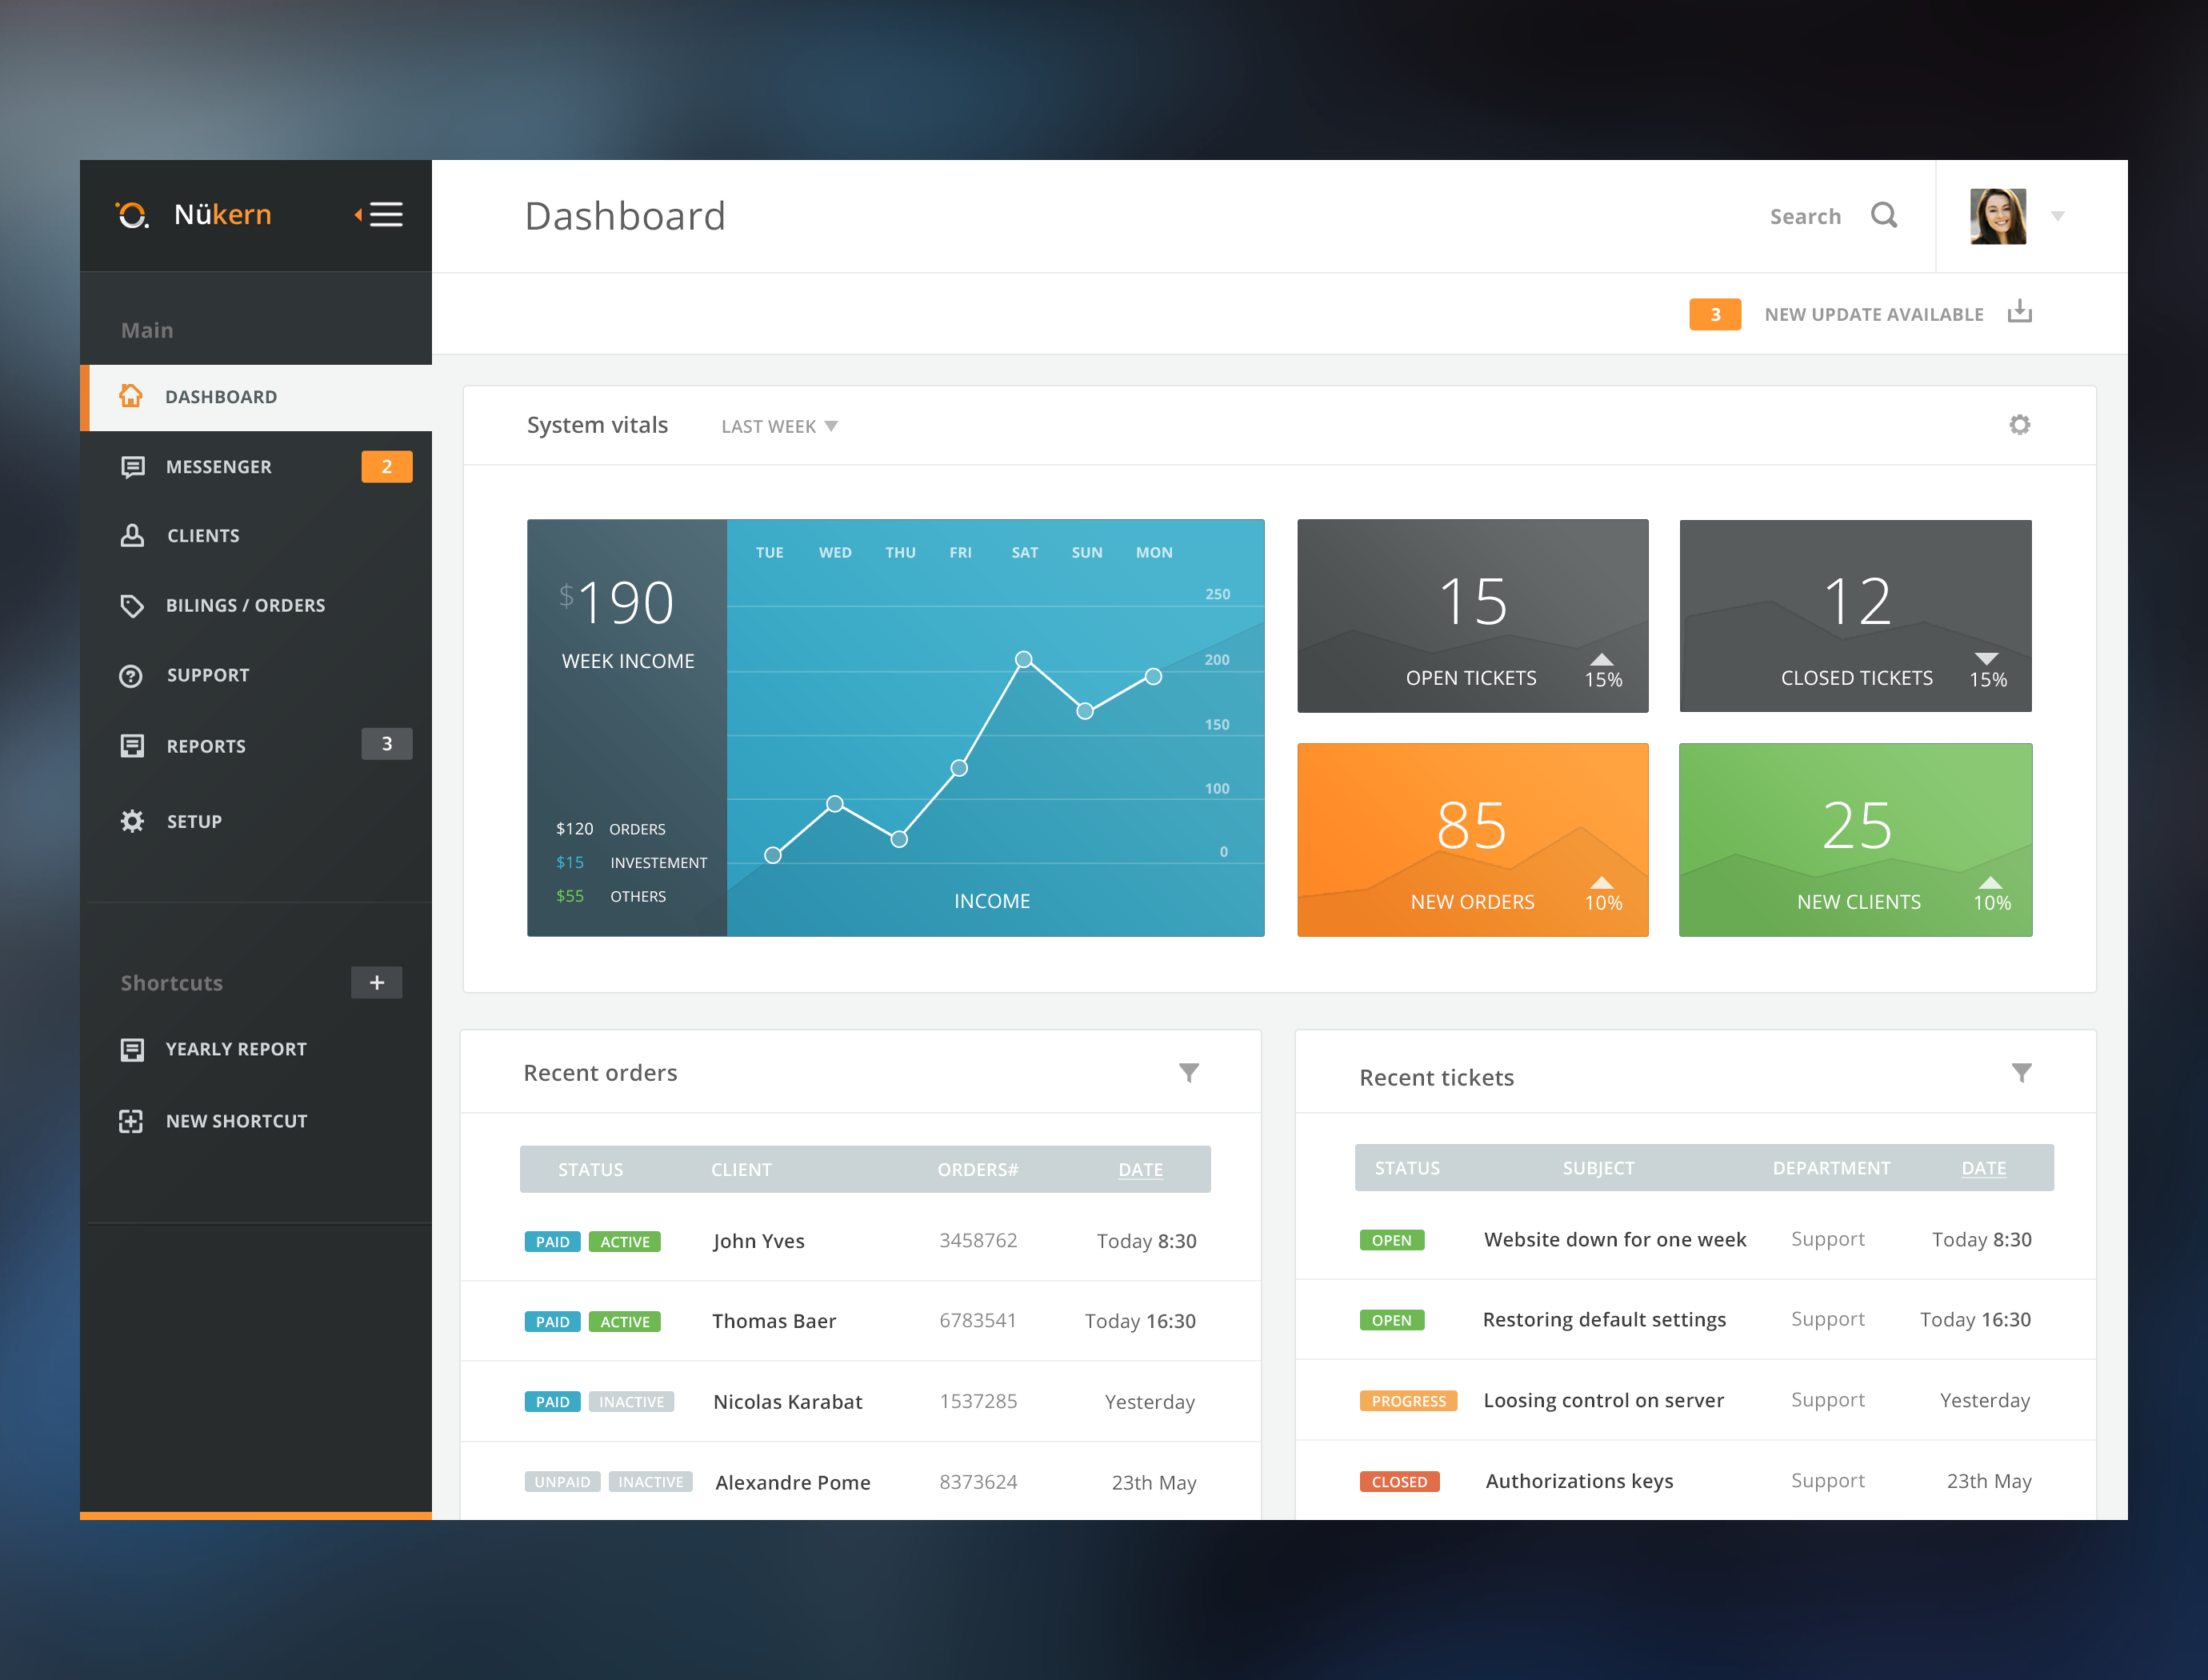 Nükern
Dashboard
Search
3 NEW UPDATE AVAILABLE
Main
DASHBOARD
MESSENGER 2
CLIENTS
BILINGS / ORDERS
SUPPORT
REPORTS 3
SETUP
Shortcuts +
YEARLY REPORT
NEW SHORTCUT
System vitals LAST WEEK
$190
WEEK INCOME
$120 ORDERS
$15 INVESTEMENT
$55 OTHERS
TUE WED THU FRI SAT SUN MON
250
200
150
100
0
INCOME
15
OPEN TICKETS 15%
12
CLOSED TICKETS 15%
85
NEW ORDERS 10%
25
NEW CLIENTS 10%
Recent orders
STATUS CLIENT ORDERS# DATE
PAID ACTIVE John Yves 3458762 Today 8:30
PAID ACTIVE Thomas Baer 6783541 Today 16:30
PAID INACTIVE Nicolas Karabat 1537285 Yesterday
UNPAID INACTIVE Alexandre Pome 8373624 23th May
Recent tickets
STATUS SUBJECT DEPARTMENT DATE
OPEN Website down for one week Support Today 8:30
OPEN Restoring default settings Support Today 16:30
PROGRESS Loosing control on server Support Yesterday
CLOSED Authorizations keys Support 23th May